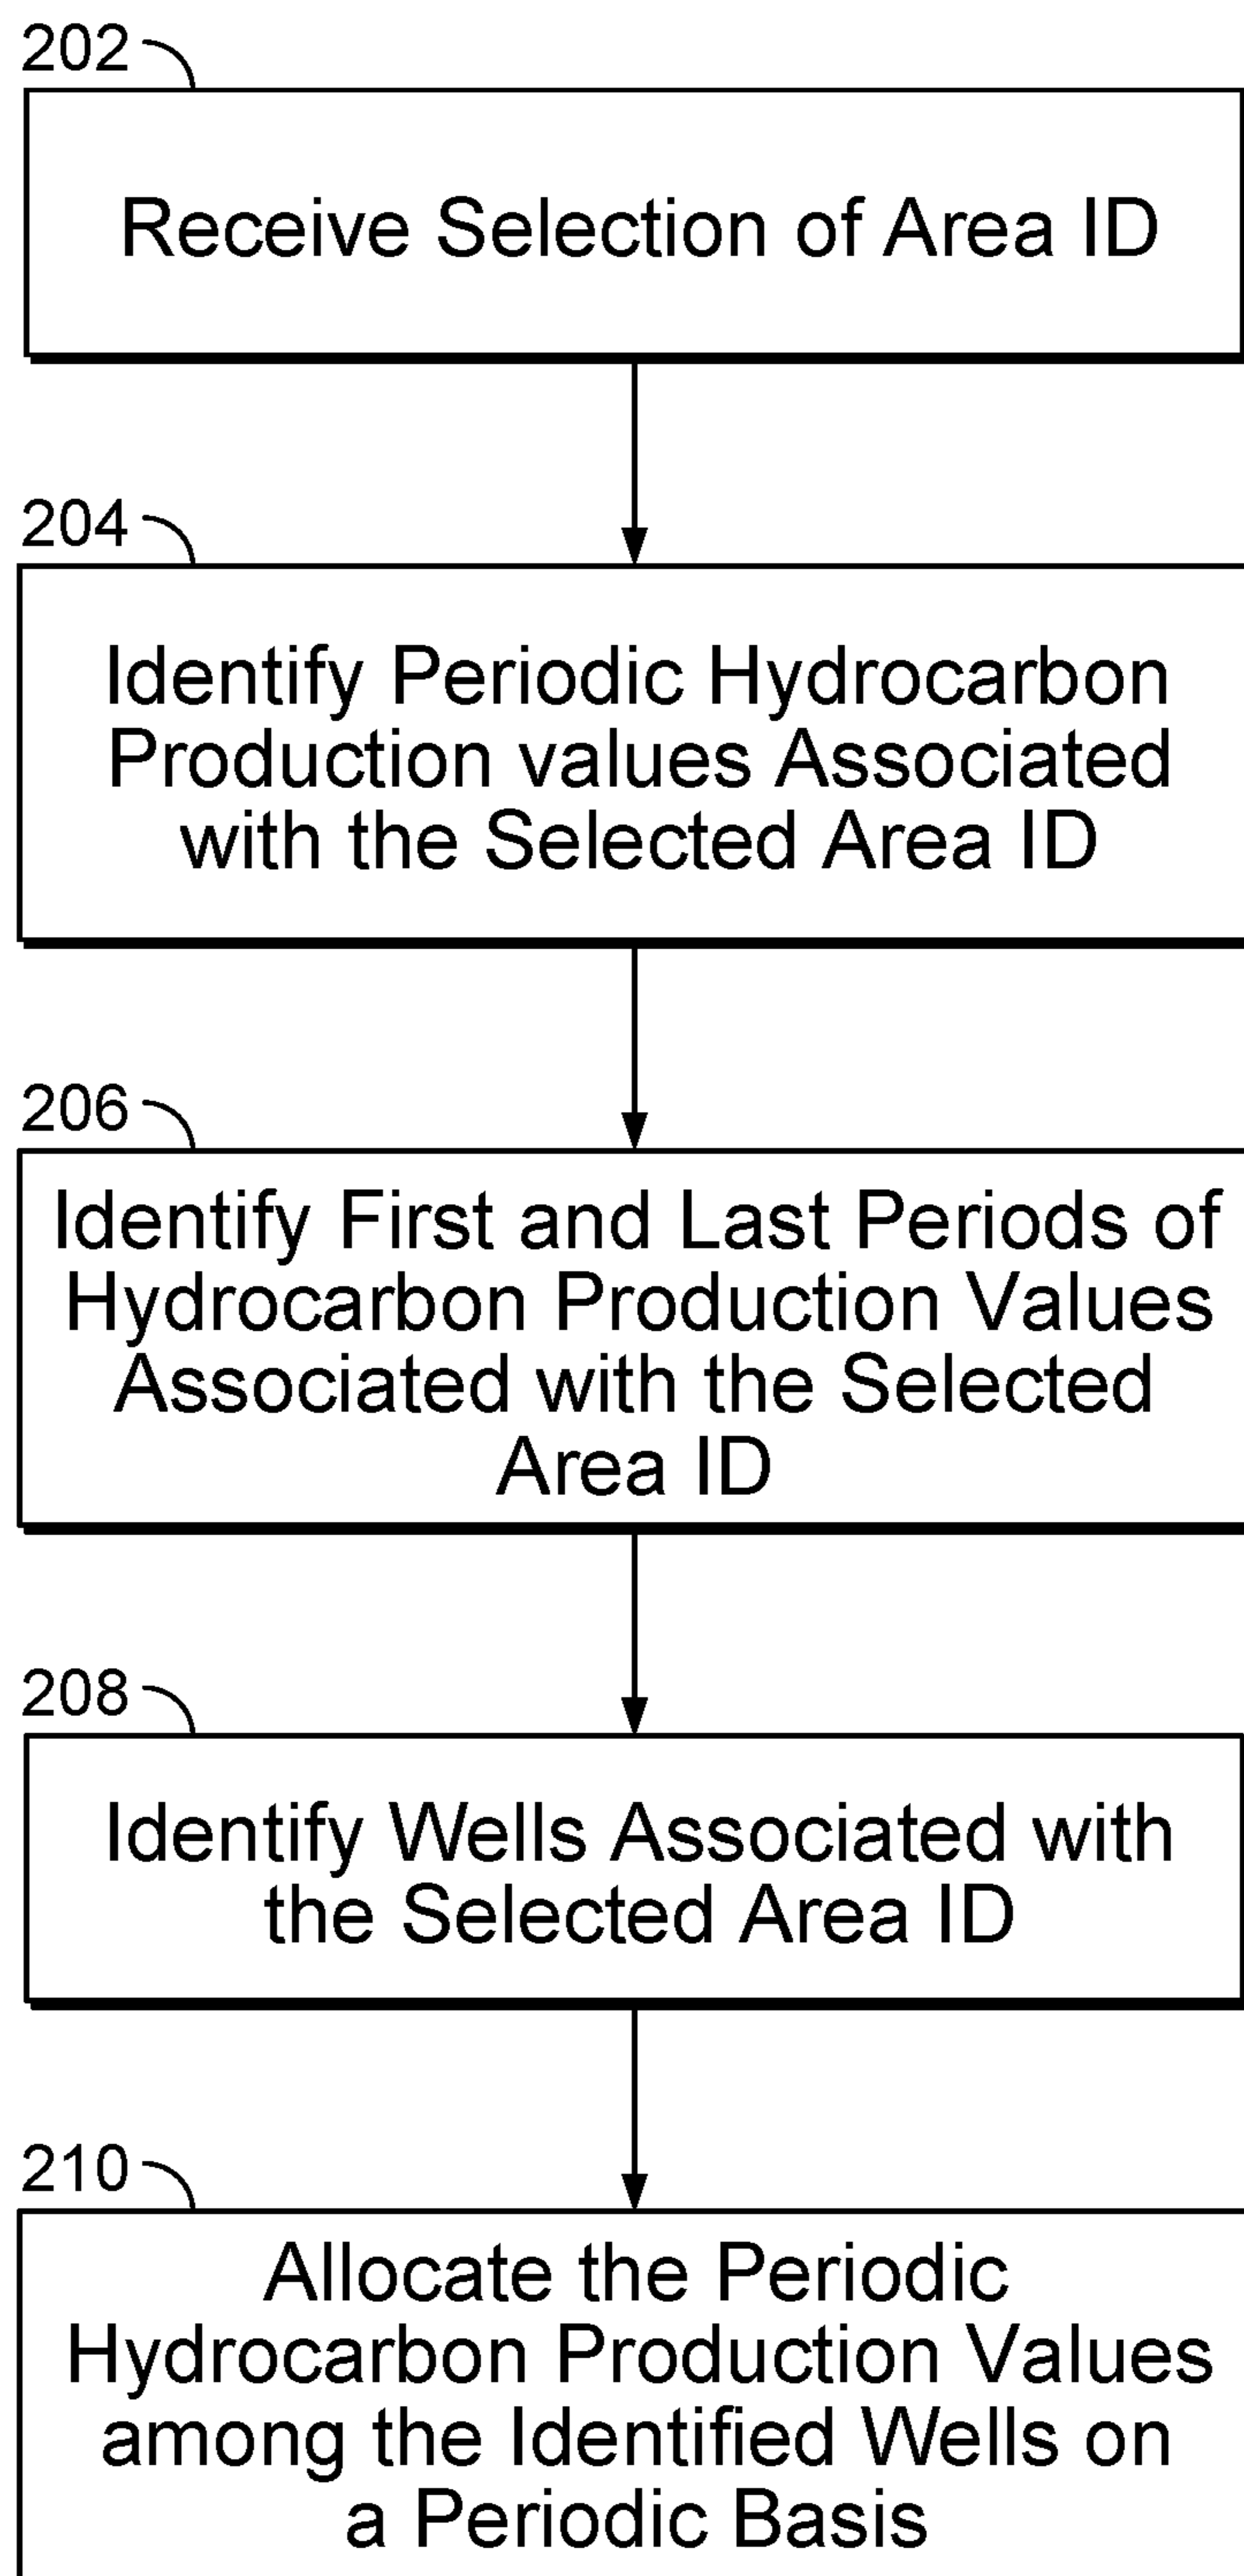 202
Receive Selection of Area ID
204
Identify Periodic Hydrocarbon
Production values Associated
with the Selected Area ID
206
Identify First and Last Periods of
Hydrocarbon Production Values
Associated with the Selected
Area ID
208
Identify Wells Associated with
the Selected Area ID
210
Allocate the Periodic
Hydrocarbon Production Values
among the Identified Wells on
a Periodic Basis